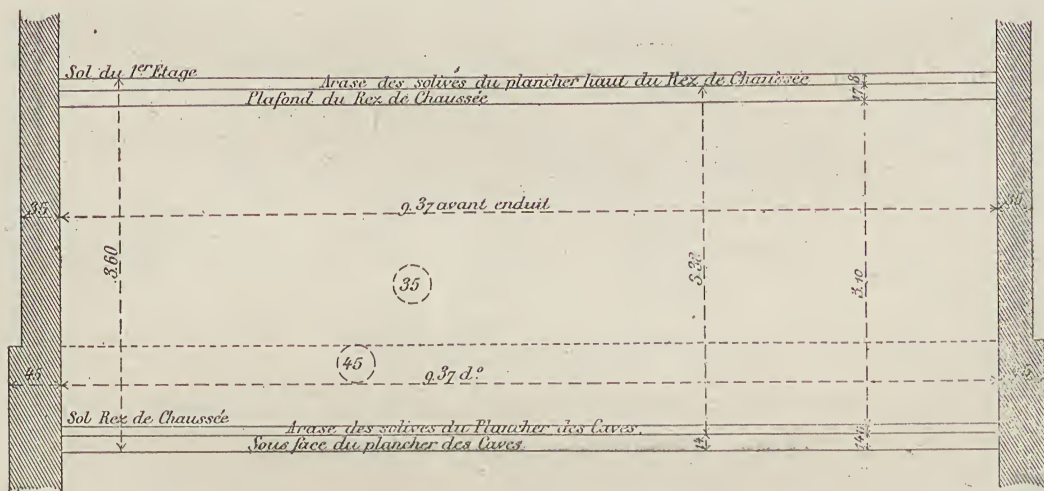 Sol du 1er Etage
Arase des solives du plancher haut du Rez de Chaussée
Plafond du Rez de Chaussée
35
9.37 avant enduit
35
3.60
35
3.10
45
45
9.37 d.o
Sol Rez de Chaussée
Arase des solives du Plancher des Caves.
Sous face du plancher des Caves.
14